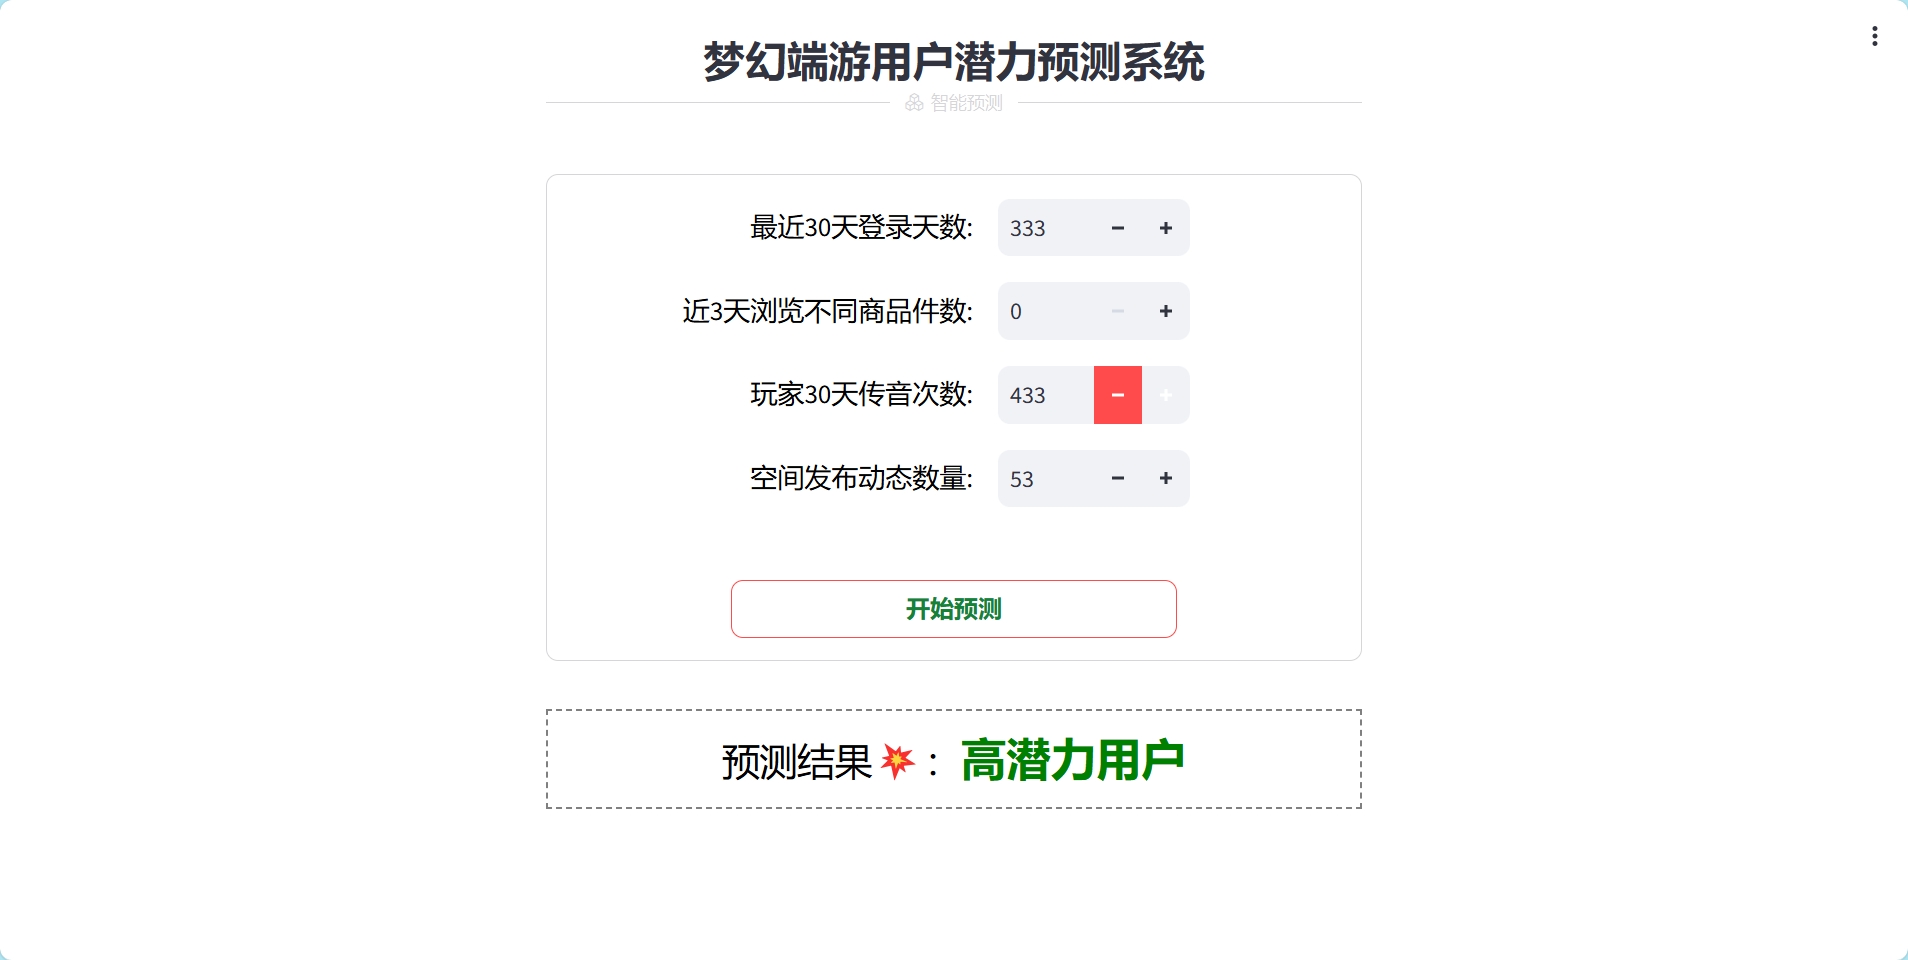 梦幻端游用户潜力预测系统
智能预测
最近30天登录天数: 333
近3天浏览不同商品件数: 0
玩家30天传音次数: 433
空间发布动态数量: 53
开始预测
预测结果💥 : 高潜力用户